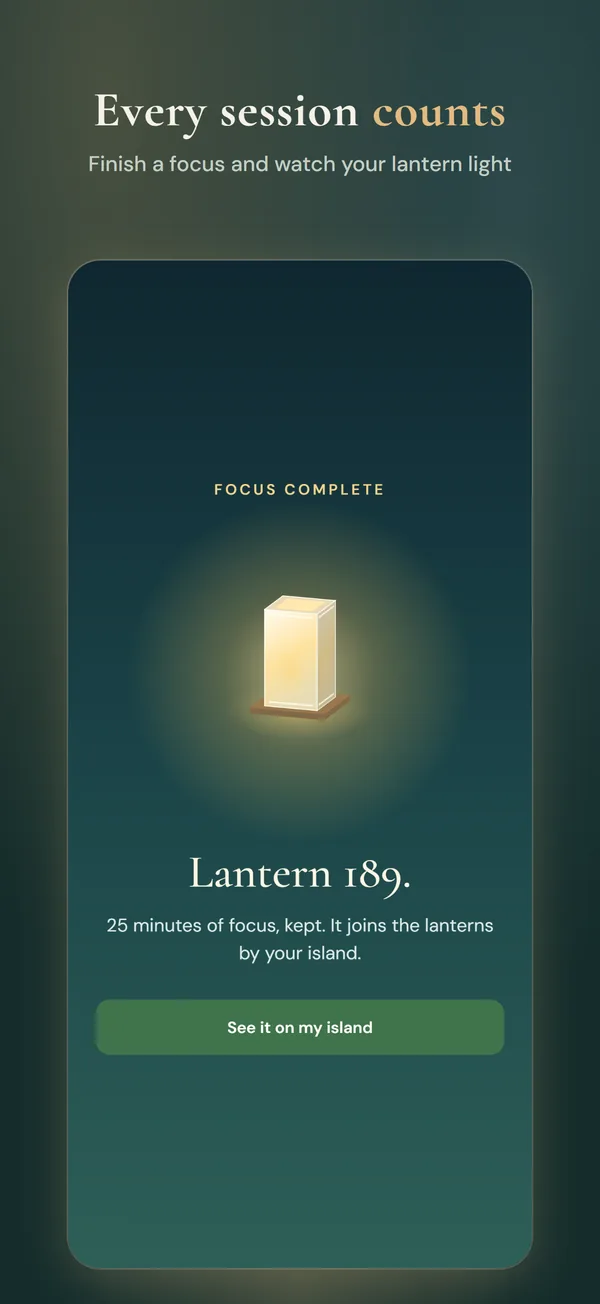 Every session counts
Finish a focus and watch your lantern light
FOCUS COMPLETE
Lantern 189.
25 minutes of focus, kept. It joins the lanterns
by your island.
See it on my island